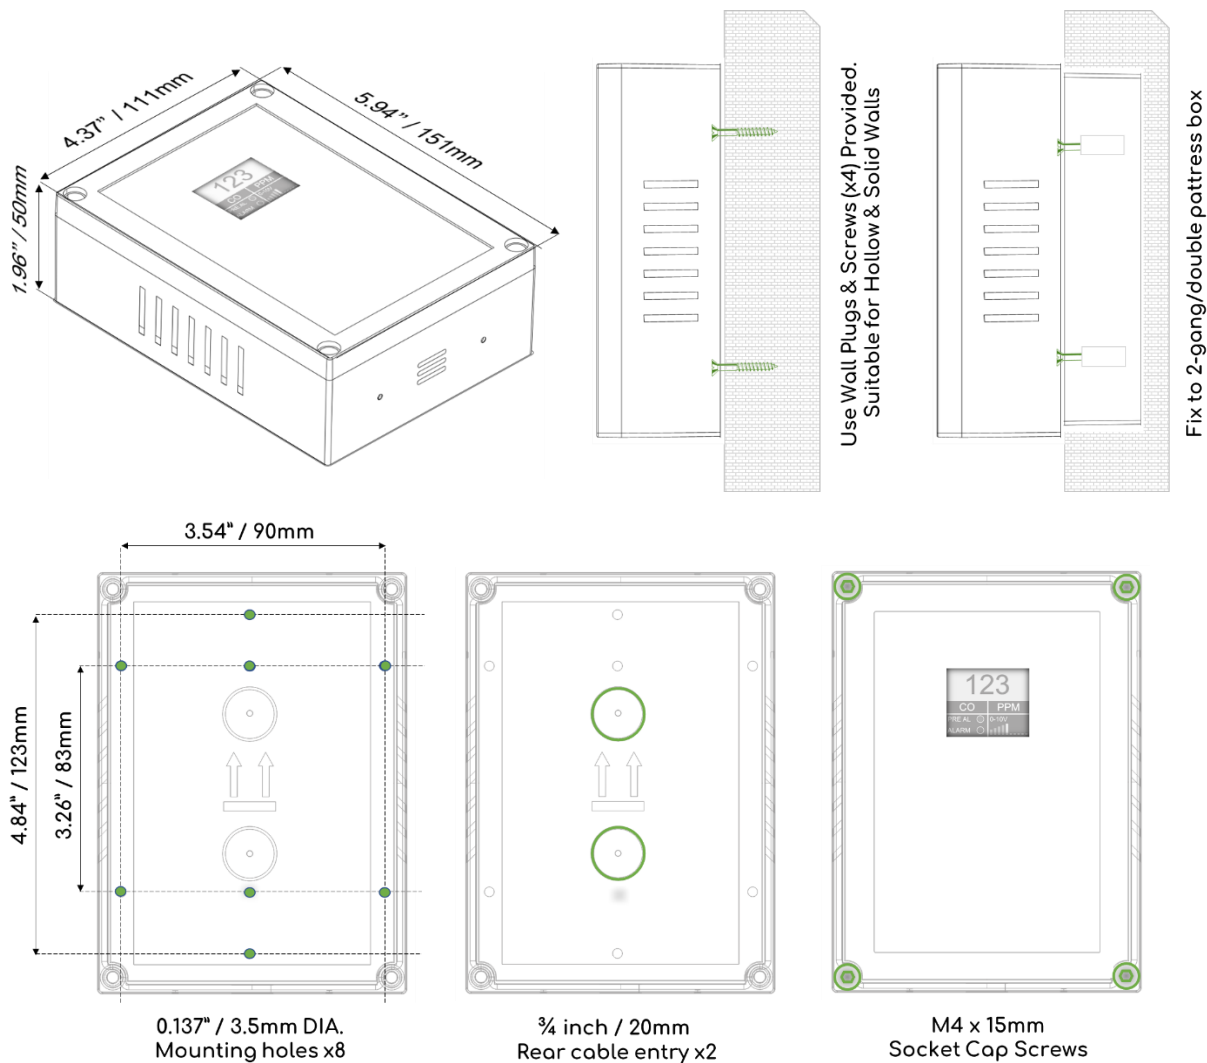 4.37" / 111mm
5.94" / 151mm
1.96" / 50mm
123
CO PPM
Use Wall Plugs & Screws (x4) Provided.
Suitable for Hollow & Solid Walls
Fix to 2-gang/double pattress box
3.54" / 90mm
4.84" / 123mm
3.26" / 83mm
123
CO PPM
PRE AL 0-10V
ALARM
0.137" / 3.5mm DIA.
Mounting holes x8
¾ inch / 20mm
Rear cable entry x2
M4 x 15mm
Socket Cap Screws